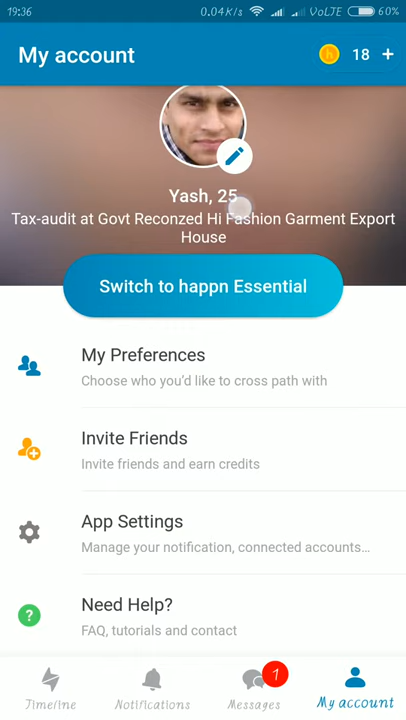 19:36 0.04K/s VoLTE 60%
My account 18 +
Yash, 25
Tax-audit at Govt Reconzed Hi Fashion Garment Export
House
Switch to happn Essential
My Preferences
Choose who you'd like to cross path with
Invite Friends
Invite friends and earn credits
App Settings
Manage your notification, connected accounts...
Need Help?
FAQ, tutorials and contact
1
Timeline Notifications Messages My account